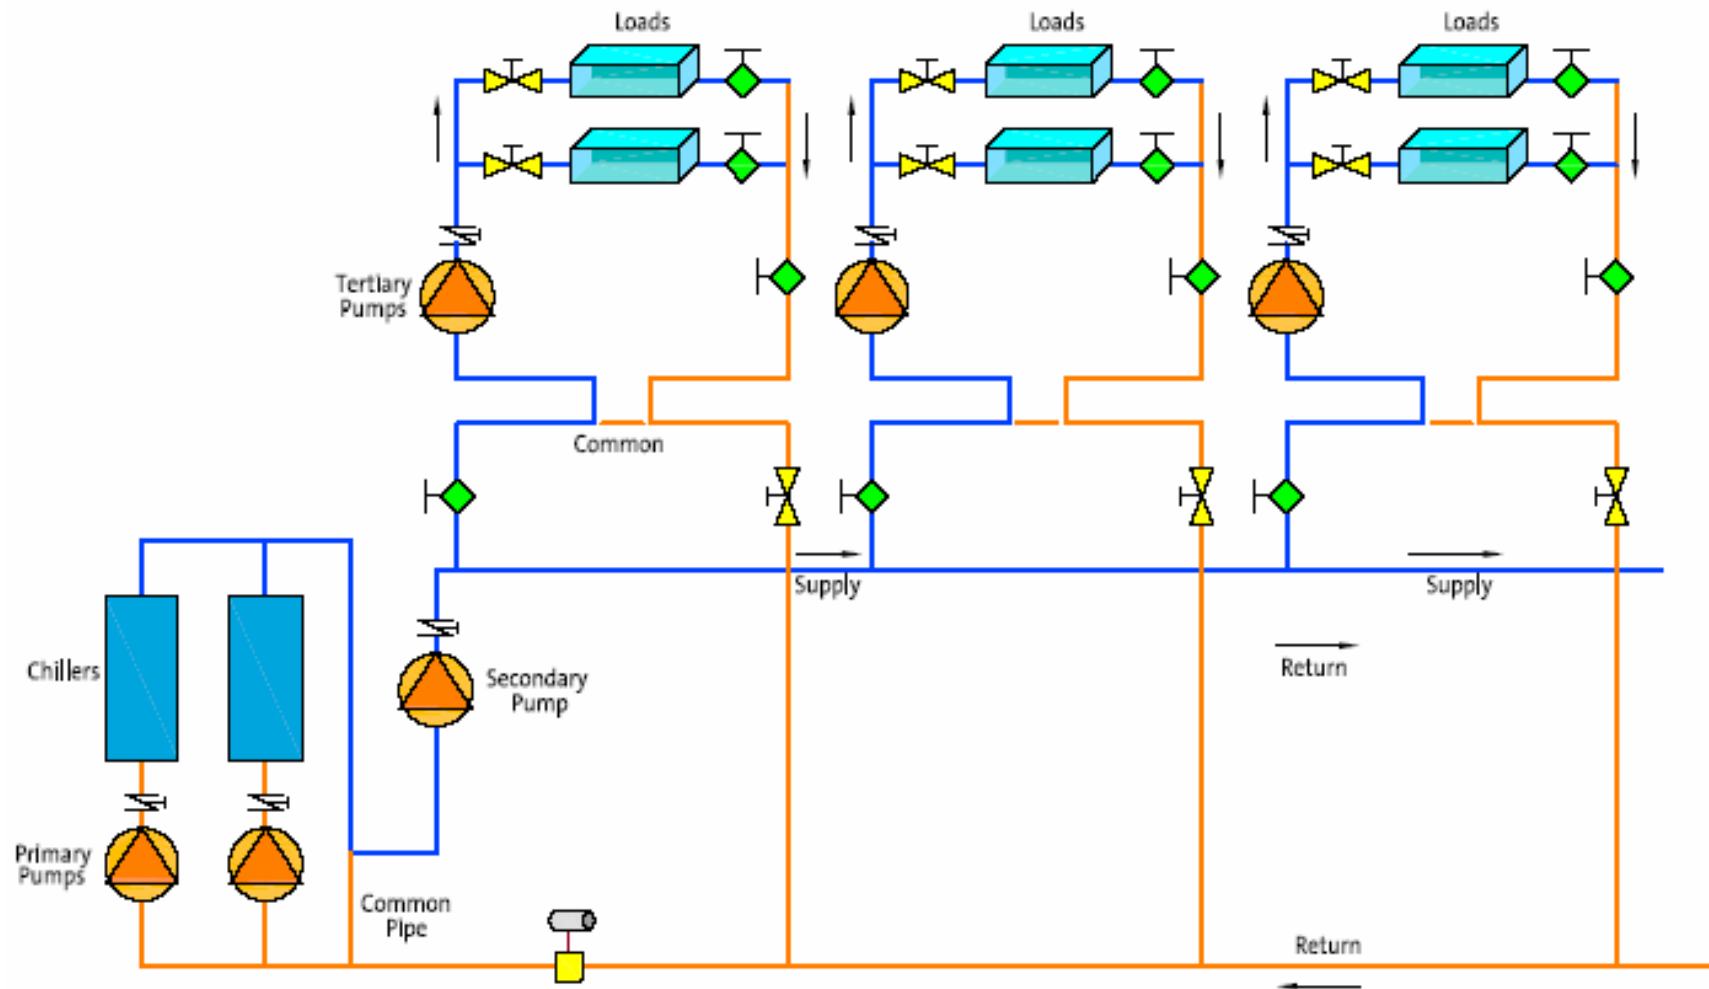 Loads
Loads
Loads
Tertiary
Pumps
Common
Supply
Supply
Chillers
Secondary
Pump
Return
Primary
Pumps
Common
Pipe
Return